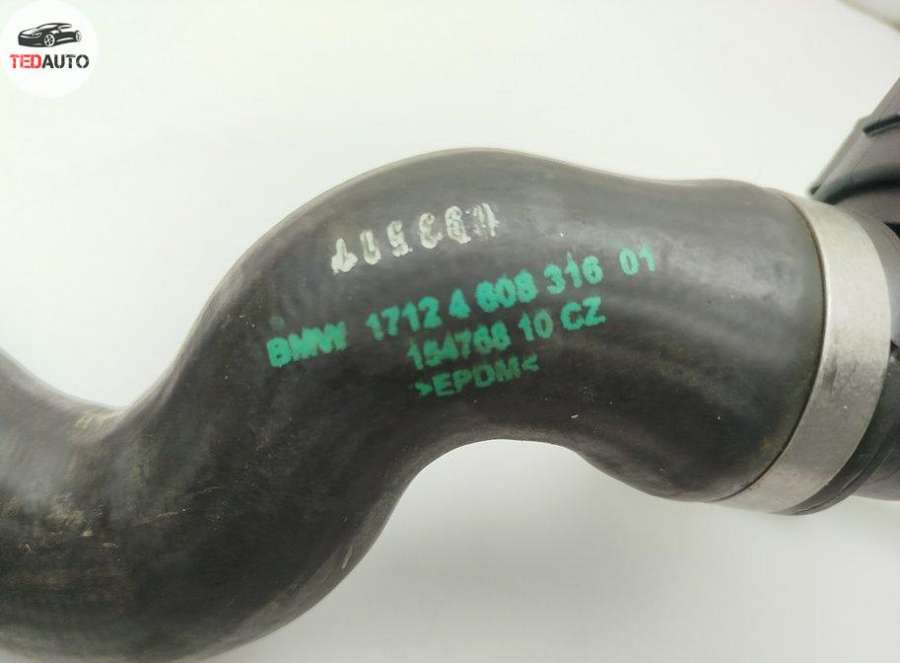 TEDAUTO
BMW 1712 4 608 316 01
154768 10 CZ
>EPDM<